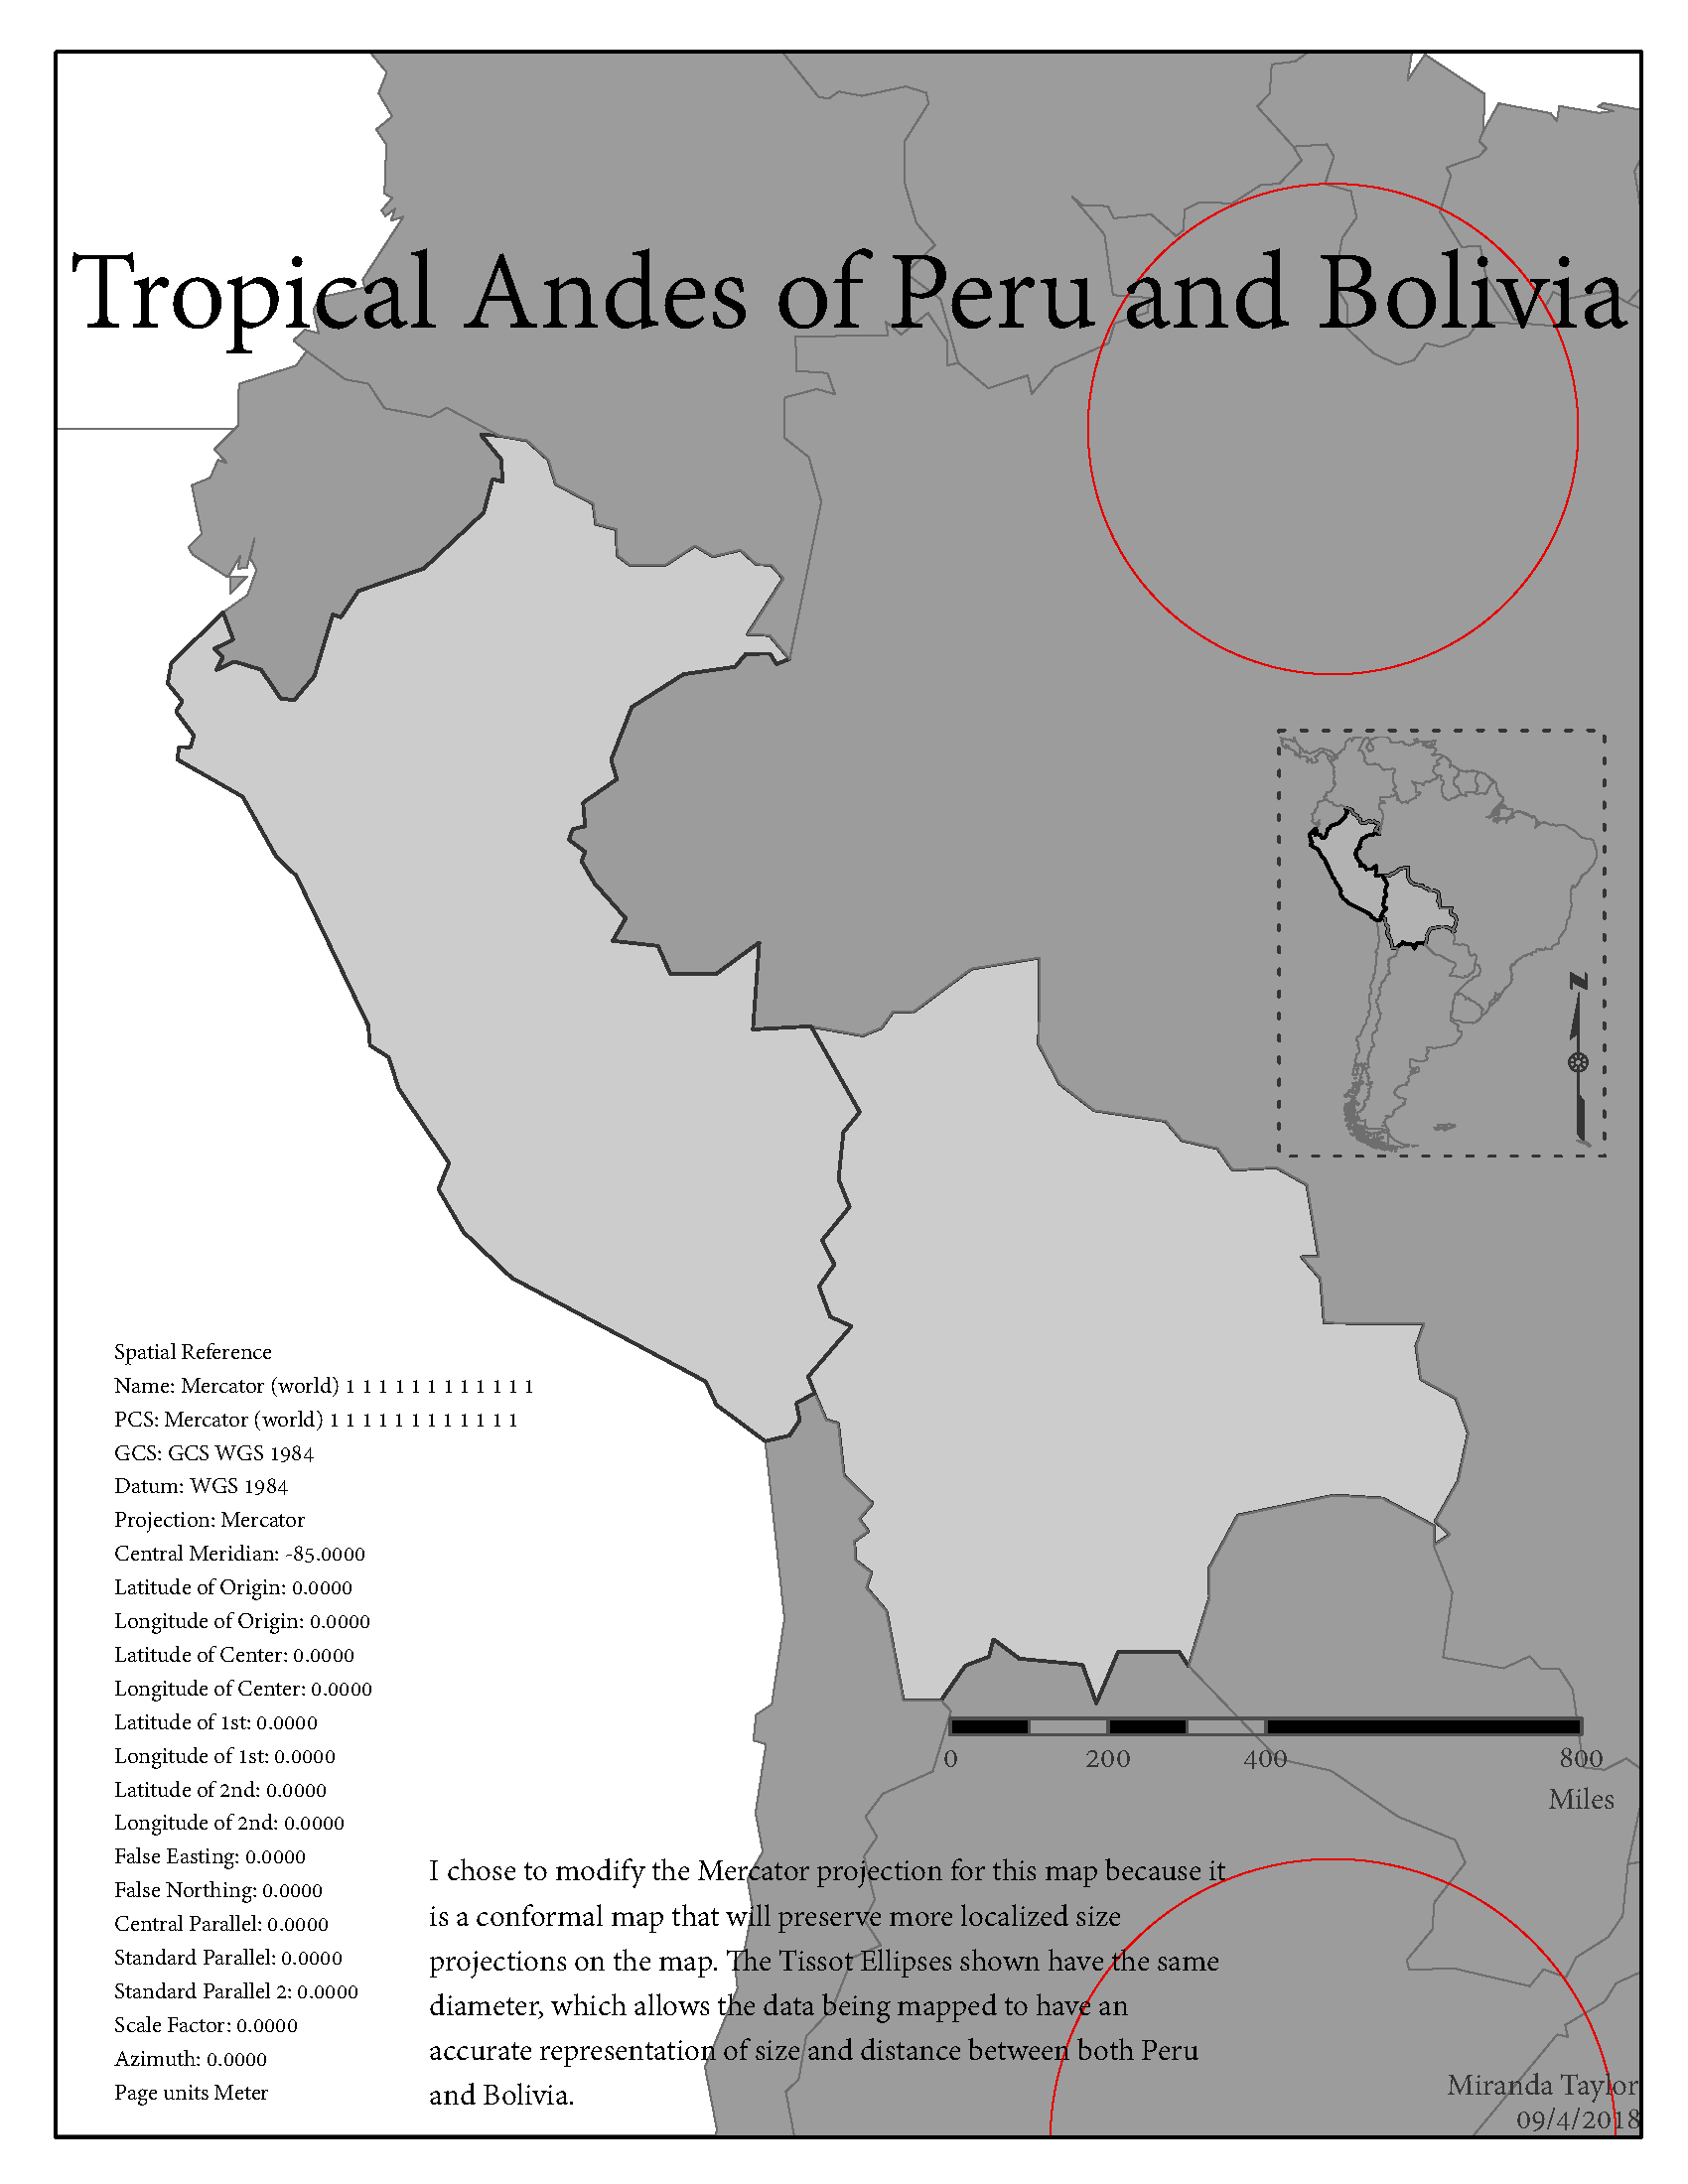 Tropical Andes of Peru and Bolivia
N
Spatial Reference
Name: Mercator (world) 1 1 1 1 1 1 1 1 1 1 1 1
PCS: Mercator (world) 1 1 1 1 1 1 1 1 1 1 1 1
GCS: GCS WGS 1984
Datum: WGS 1984
Projection: Mercator
Central Meridian: -85.0000
Latitude of Origin: 0.0000
Longitude of Origin: 0.0000
Latitude of Center: 0.0000
Longitude of Center: 0.0000
Latitude of 1st: 0.0000
Longitude of 1st: 0.0000
Latitude of 2nd: 0.0000
Longitude of 2nd: 0.0000
False Easting: 0.0000
False Northing: 0.0000
Central Parallel: 0.0000
Standard Parallel: 0.0000
Standard Parallel 2: 0.0000
Scale Factor: 0.0000
Azimuth: 0.0000
Page units Meter
0 200 400 800
Miles
I chose to modify the Mercator projection for this map because it
is a conformal map that will preserve more localized size
projections on the map. The Tissot Ellipses shown have the same
diameter, which allows the data being mapped to have an
accurate representation of size and distance between both Peru
and Bolivia.
Miranda Taylor
09/4/2018